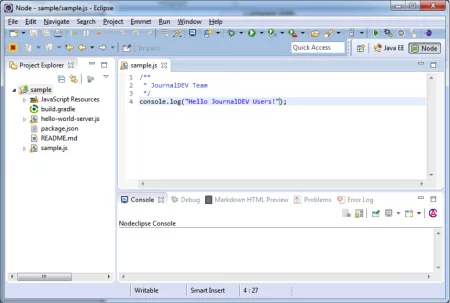 Node - sample/sample.js - Eclipse
File Edit Navigate Search Project Emmet Run Window Help
Quick Access Java EE Node
Project Explorer
sample
JavaScript Resources
build.gradle
hello-world-server.js
package.json
README.md
sample.js
sample.js
1 /**
2 * JournalDEV Team
3 */
4 console.log("Hello JournalDEV Users!");
Console Debug Markdown HTML Preview Problems Error Log
Nodeclipse Console
Writable Smart Insert 4 : 27